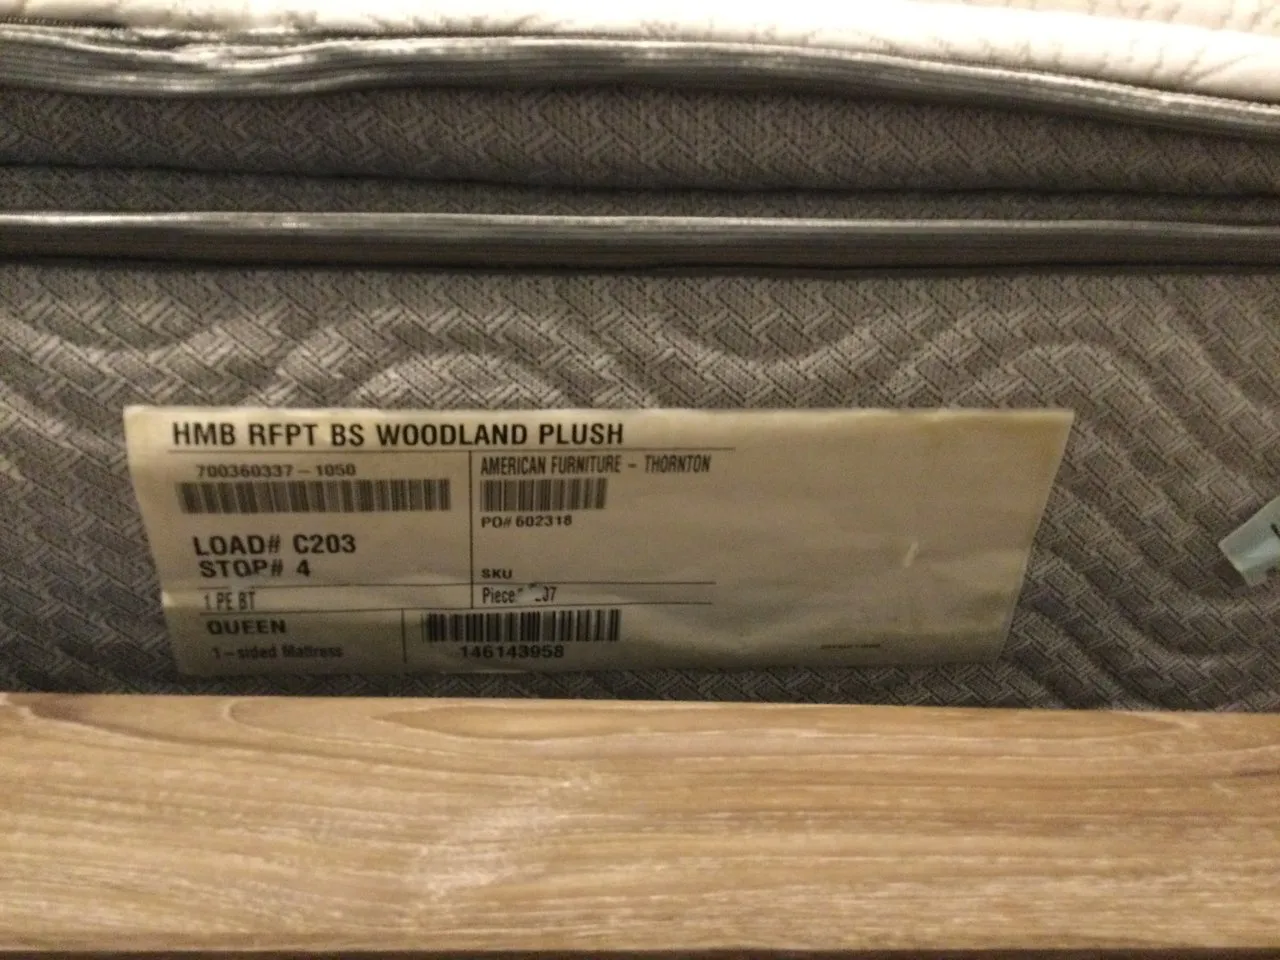 HMB RFPT BS WOODLAND PLUSH
700360337-1050
AMERICAN FURNITURE - THORNTON
PO# 602318
LOAD# C203
STOP# 4
SKU
1 PE BT
Piece#
QUEEN
1-sided Mattress
146143958